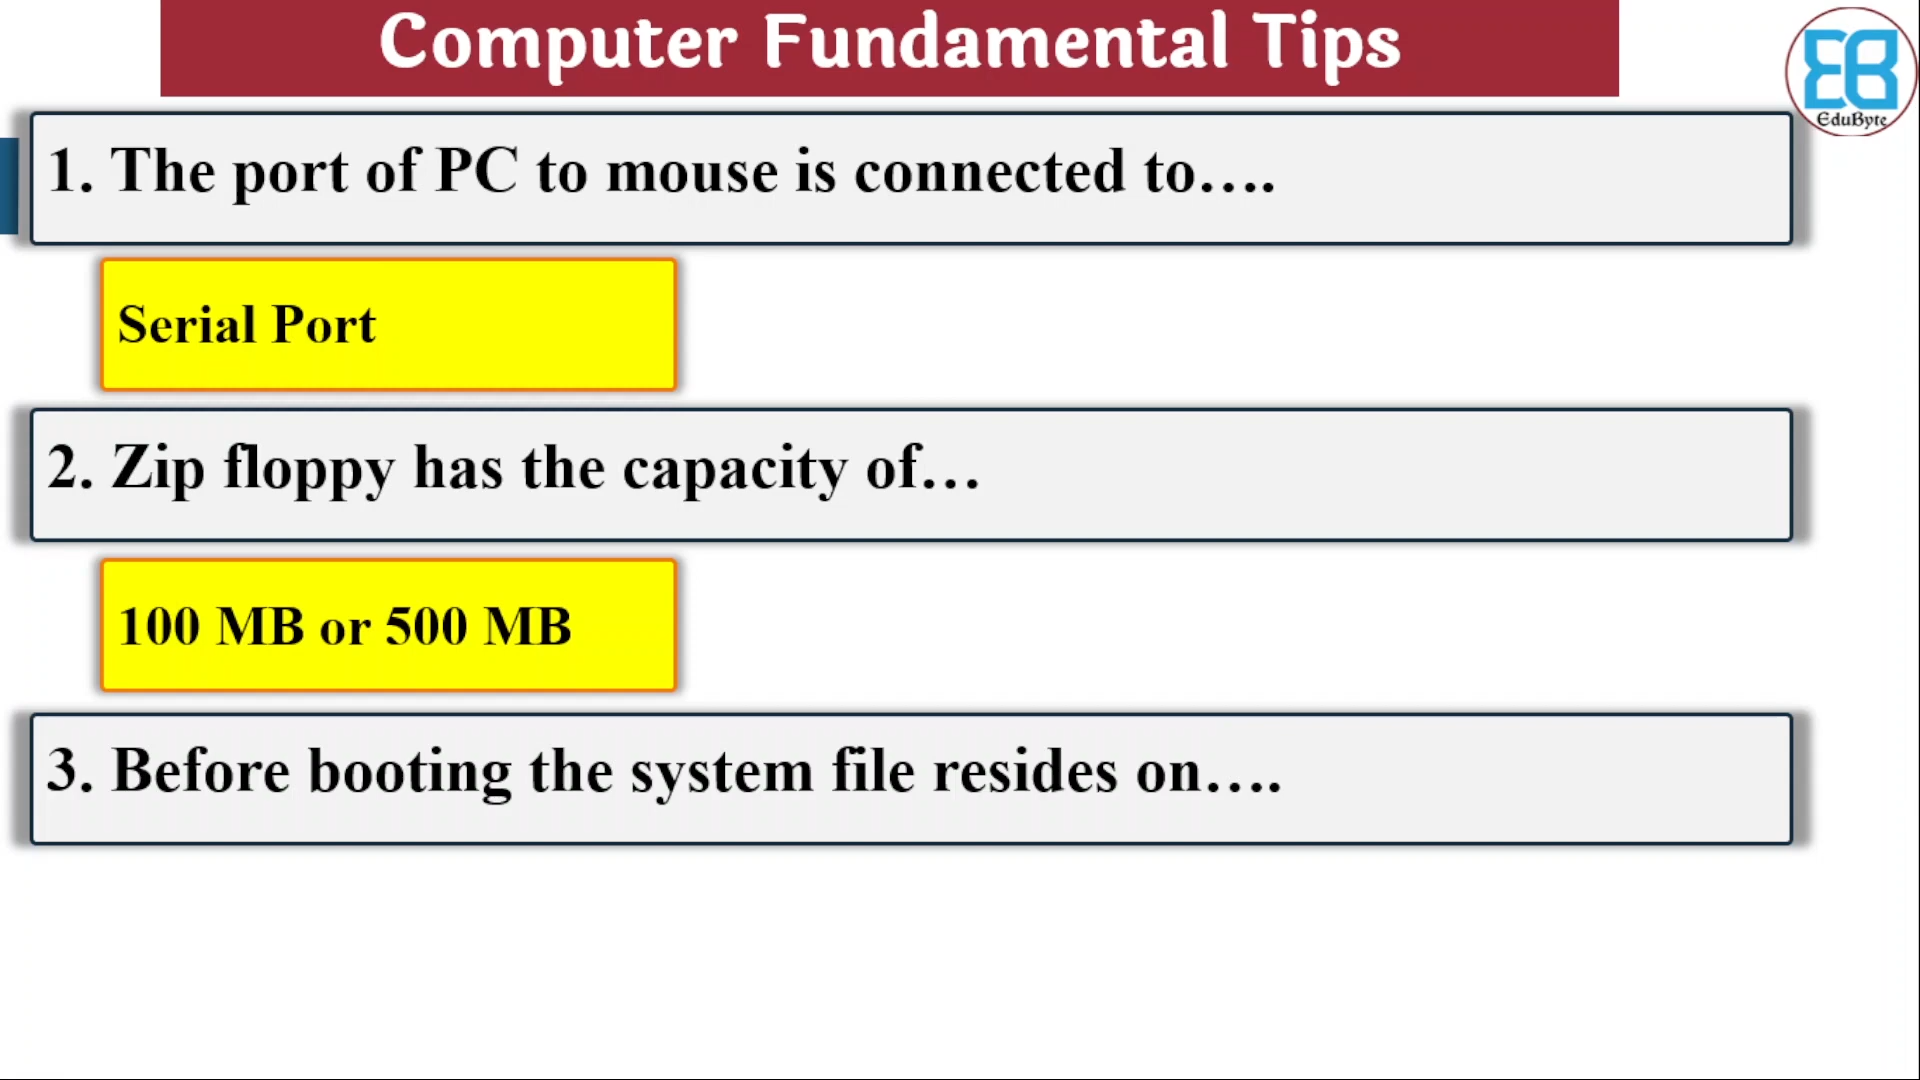 Computer Fundamental Tips
EduByte
1. The port of PC to mouse is connected to….
Serial Port
2. Zip floppy has the capacity of…
100 MB or 500 MB
3. Before booting the system file resides on….